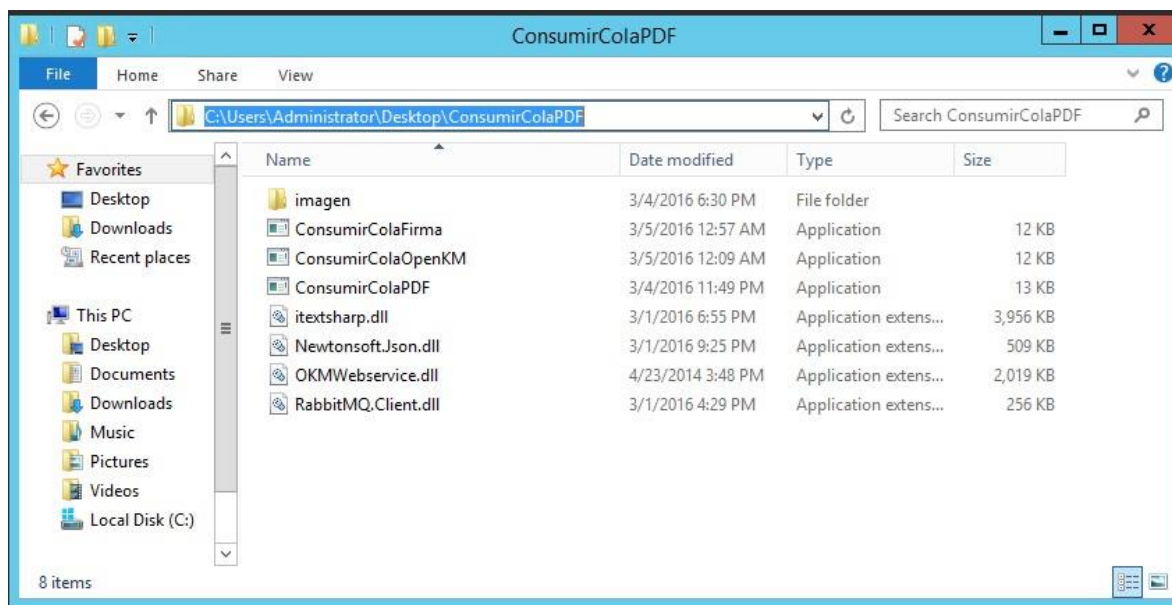 ConsumirColaPDF
File Home Share View
C:\Users\Administrator\Desktop\ConsumirColaPDF
Search ConsumirColaPDF
Favorites
Desktop
Downloads
Recent places
This PC
Desktop
Documents
Downloads
Music
Pictures
Videos
Local Disk (C:)
Name Date modified Type Size
imagen 3/4/2016 6:30 PM File folder
ConsumirColaFirma 3/5/2016 12:57 AM Application 12 KB
ConsumirColaOpenKM 3/5/2016 12:09 AM Application 12 KB
ConsumirColaPDF 3/4/2016 11:49 PM Application 13 KB
itextsharp.dll 3/1/2016 6:55 PM Application extens... 3,956 KB
Newtonsoft.Json.dll 3/1/2016 9:25 PM Application extens... 509 KB
OKMWebservice.dll 4/23/2014 3:48 PM Application extens... 2,019 KB
RabbitMQ.Client.dll 3/1/2016 4:29 PM Application extens... 256 KB
8 items